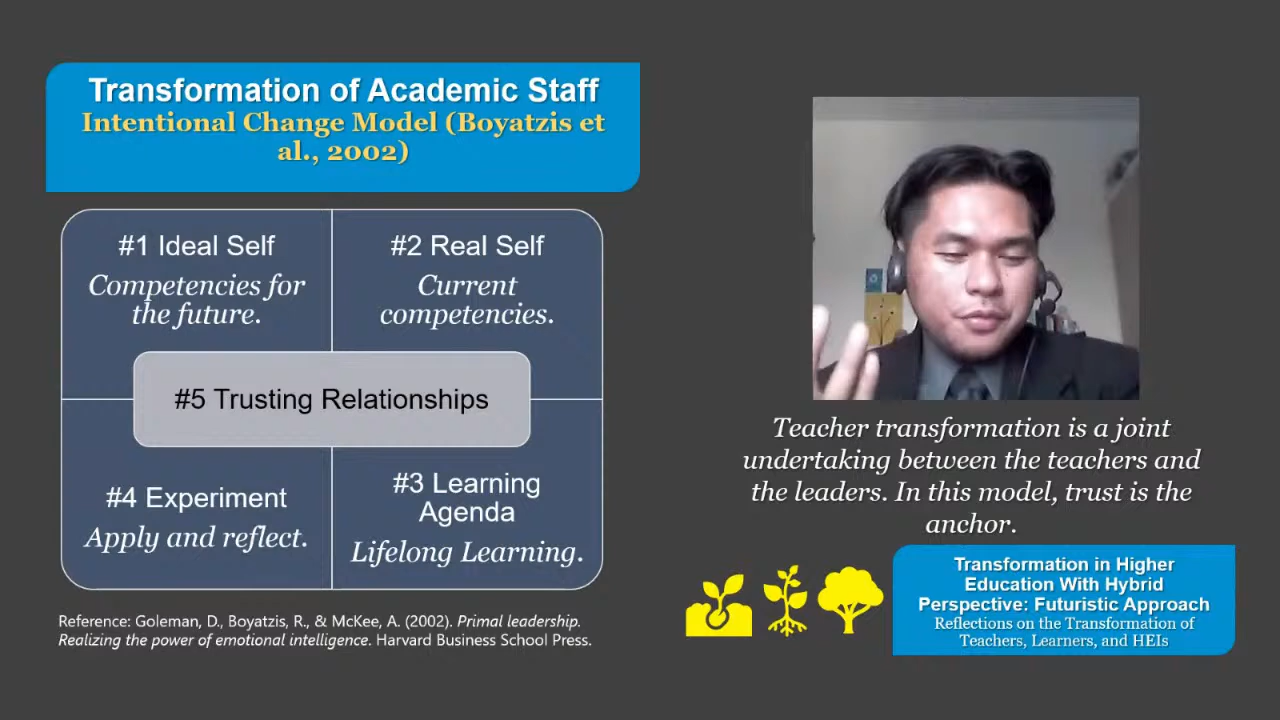 Transformation of Academic Staff
Intentional Change Model (Boyatzis et
al., 2002)
#1 Ideal Self
Competencies for
the future.
#2 Real Self
Current
competencies.
#5 Trusting Relationships
#4 Experiment
Apply and reflect.
#3 Learning
Agenda
Lifelong Learning.
Reference: Goleman, D., Boyatzis, R., & McKee, A. (2002). Primal leadership.
Realizing the power of emotional intelligence. Harvard Business School Press.
Teacher transformation is a joint
undertaking between the teachers and
the leaders. In this model, trust is the
anchor.
Transformation in Higher
Education With Hybrid
Perspective: Futuristic Approach
Reflections on the Transformation of
Teachers, Learners, and HEIs